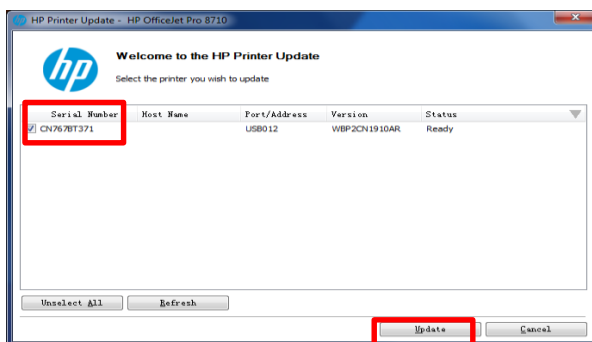 HP Printer Update - HP OfficeJet Pro 8710
hp
Welcome to the HP Printer Update
Select the printer you wish to update
Serial Number Host Name Port/Address Version Status
CN767BT371 USB012 WBP2CN1910AR Ready
Unselect All Refresh
Update Cancel